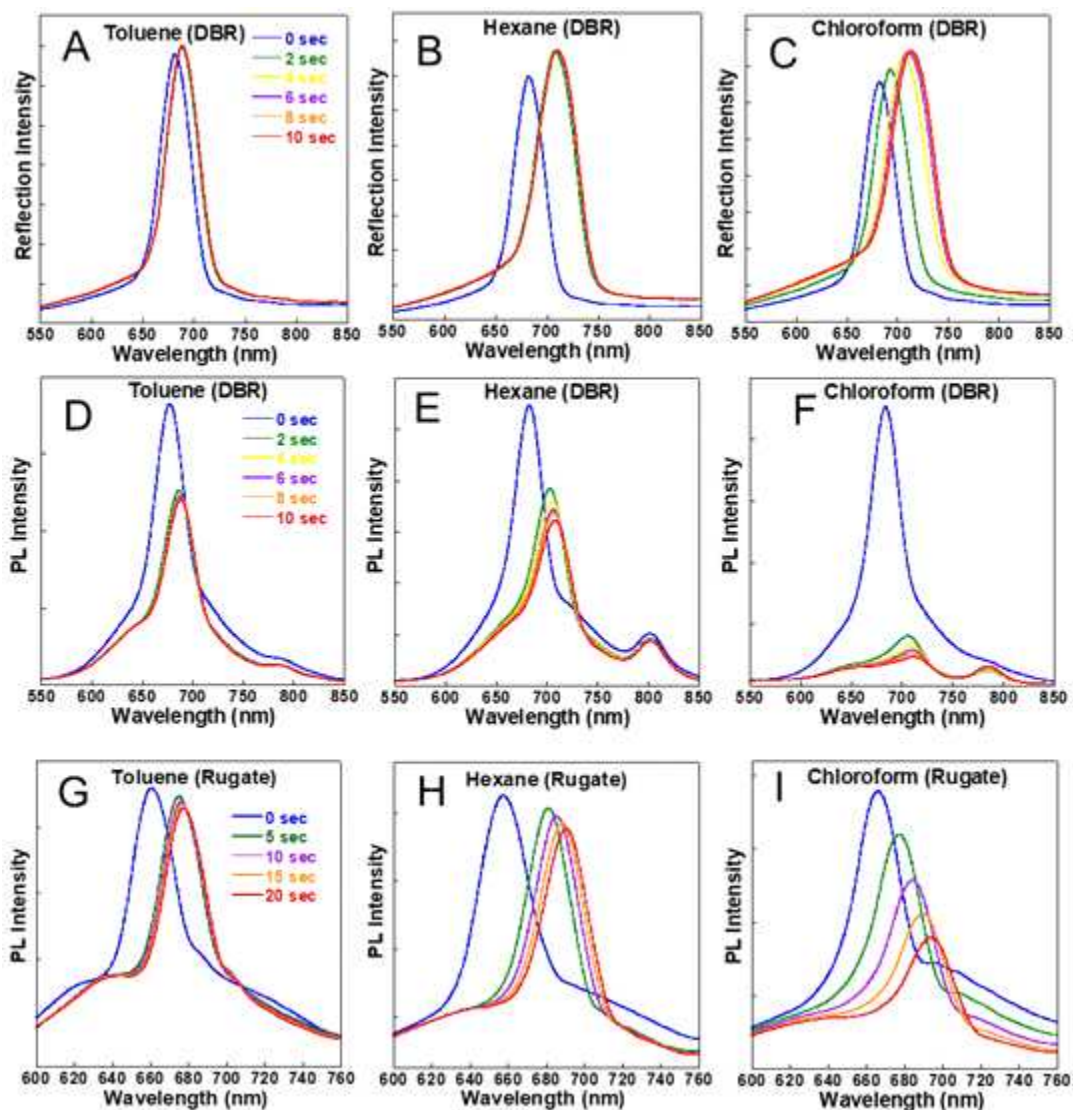 A
Toluene (DBR)
0 sec
2 sec
4 sec
6 sec
8 sec
10 sec
Reflection Intensity
550 600 650 700 750 800 850
Wavelength (nm)
B
Hexane (DBR)
Reflection Intensity
550 600 650 700 750 800 850
Wavelength (nm)
C
Chloroform (DBR)
Reflection Intensity
550 600 650 700 750 800 850
Wavelength (nm)
D
Toluene (DBR)
0 sec
2 sec
4 sec
6 sec
8 sec
10 sec
PL Intensity
550 600 650 700 750 800 850
Wavelength (nm)
E
Hexane (DBR)
PL Intensity
550 600 650 700 750 800 850
Wavelength (nm)
F
Chloroform (DBR)
PL Intensity
550 600 650 700 750 800 850
Wavelength (nm)
G
Toluene (Rugate)
0 sec
5 sec
10 sec
15 sec
20 sec
PL Intensity
600 620 640 660 680 700 720 740 760
Wavelength (nm)
H
Hexane (Rugate)
PL Intensity
600 620 640 660 680 700 720 740 760
Wavelength (nm)
I
Chloroform (Rugate)
PL Intensity
600 620 640 660 680 700 720 740 760
Wavelength (nm)